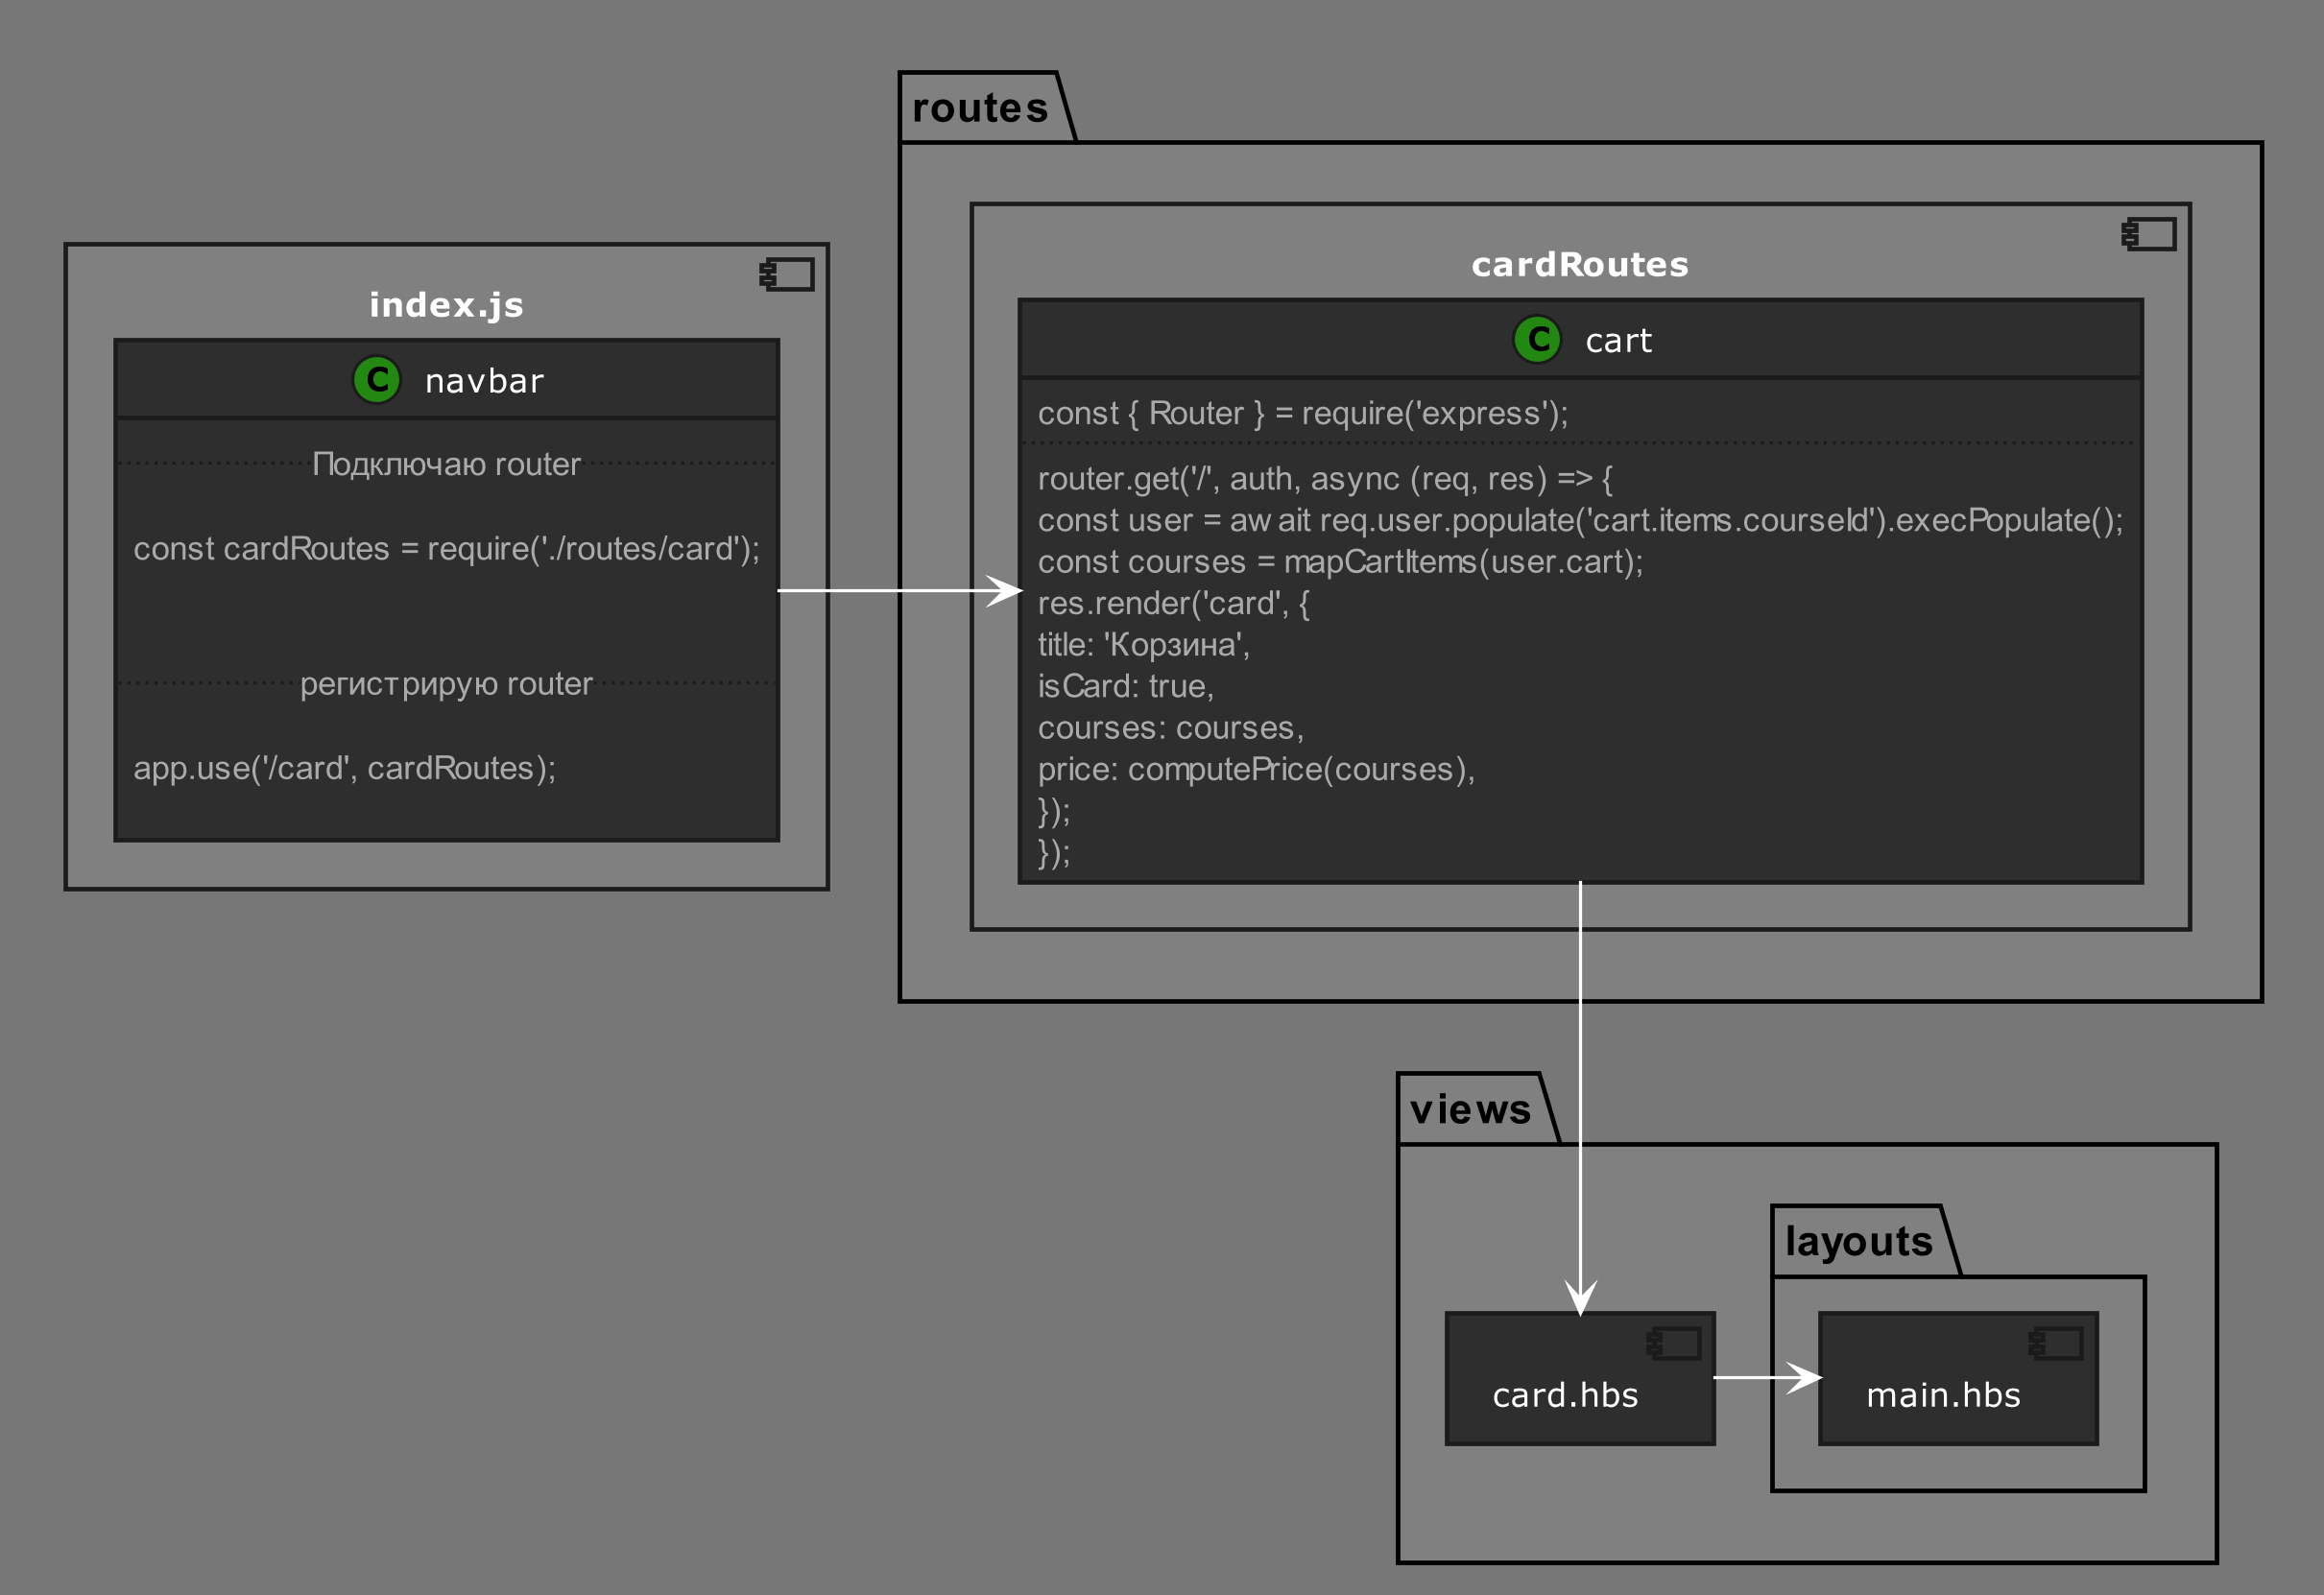 routes
cardRoutes
index.js
C cart
C navbar
const { Router } = require('express');
Подключаю router
router.get('/', auth, async (req, res) => {
const user = await req.user.populate('cart.items.courseId').execPopulate();
const cardRoutes = require('./routes/card');
const courses = mapCartItems(user.cart);
res.render('card', {
title: 'Корзина',
isCard: true,
регистрирую router
courses: courses,
app.use('/card', cardRoutes);
price: computePrice(courses),
});
});
views
layouts
card.hbs
main.hbs